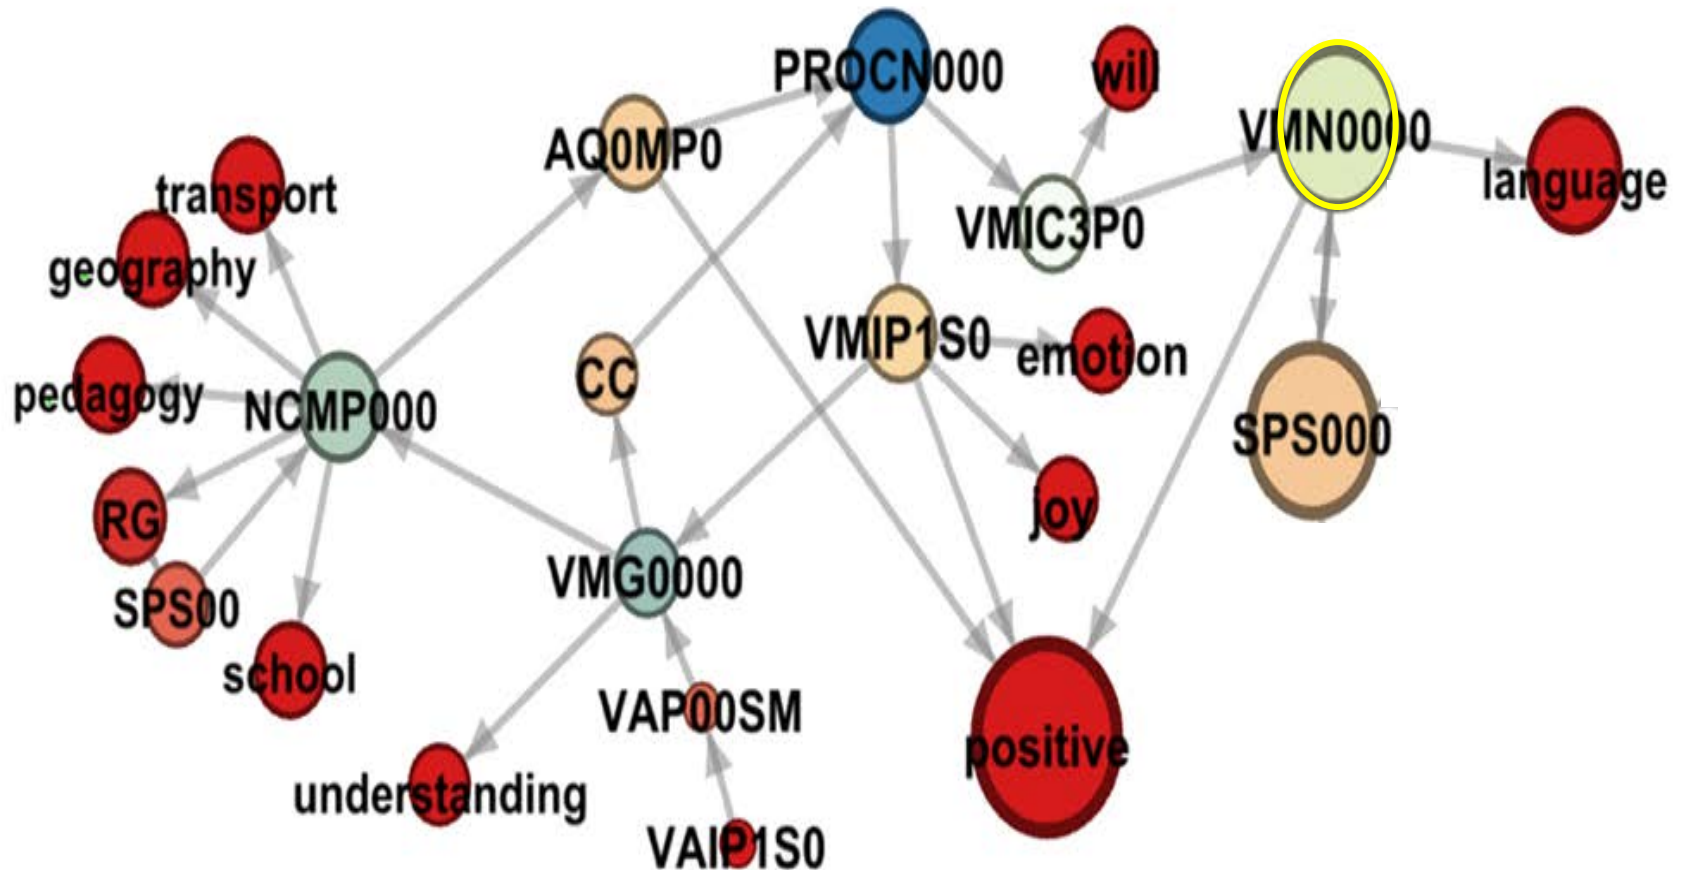 PROCN000
will
VMN0000
AQ0MP0
language
transport
VMIC3P0
geography
VMIP1S0
emotion
CC
pedagogy
NCMP000
SPS000
RG
joy
VMG0000
SPS00
school
VAP00SM
positive
understanding
VAIP1S0